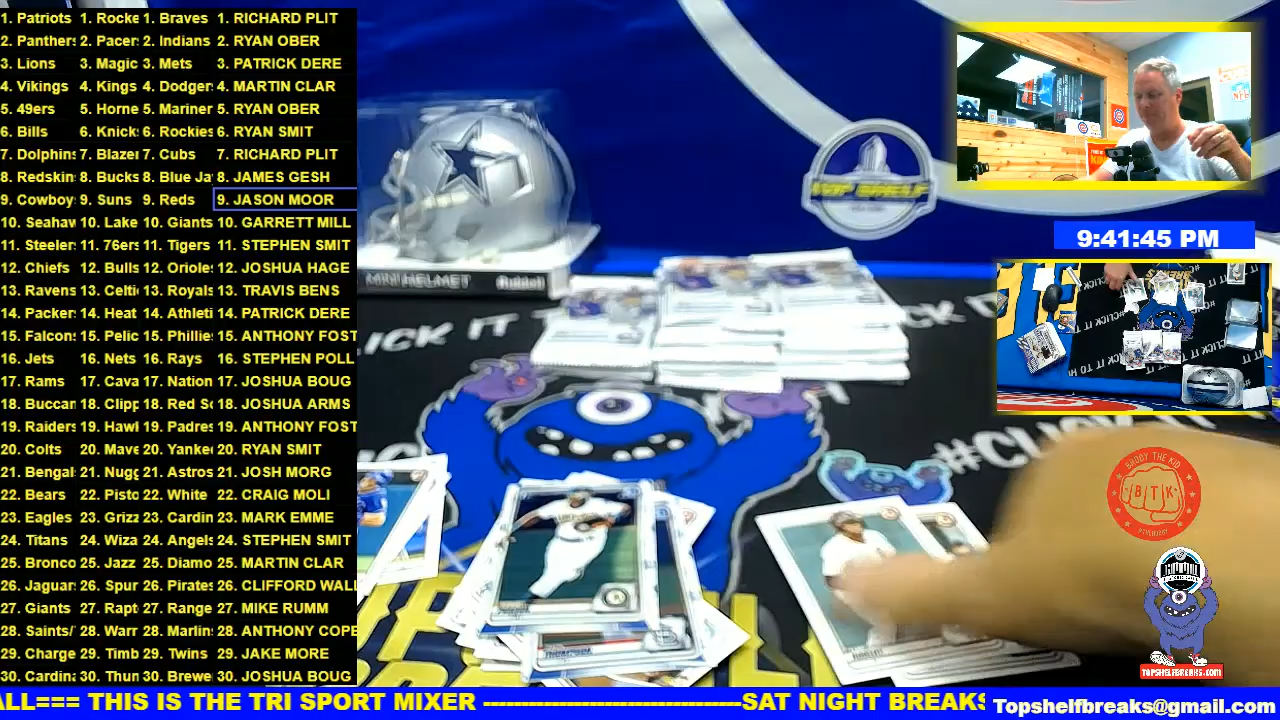 1. Patriots 1. Rocke 1. Braves 1. RICHARD PLIT
2. Panthers 2. Pacer 2. Indians 2. RYAN OBER
3. Lions 3. Magic 3. Mets 3. PATRICK DERE
4. Vikings 4. Kings 4. Dodger 4. MARTIN CLAR
5. 49ers 5. Horne 5. Mariner 5. RYAN OBER
6. Bills 6. Knick 6. Rockies 6. RYAN SMIT
7. Dolphins 7. Blazer 7. Cubs 7. RICHARD PLIT
8. Redskin 8. Bucks 8. Blue Ja 8. JAMES GESH
9. Cowboy 9. Suns 9. Reds 9. JASON MOOR
10. Seahaw 10. Lake 10. Giants 10. GARRETT MILL
11. Steeler 11. 76ers 11. Tigers 11. STEPHEN SMIT
12. Chiefs 12. Bulls 12. Oriole 12. JOSHUA HAGE
13. Ravens 13. Celti 13. Royals 13. TRAVIS BENS
14. Packer 14. Heat 14. Athleti 14. PATRICK DERE
15. Falcon 15. Pelic 15. Phillie 15. ANTHONY FOST
16. Jets 16. Nets 16. Rays 16. STEPHEN POLL
17. Rams 17. Cava 17. Nation 17. JOSHUA BOUG
18. Buccan 18. Clipp 18. Red So 18. JOSHUA ARMS
19. Raiders 19. Hawk 19. Padres 19. ANTHONY FOST
20. Colts 20. Mave 20. Yankee 20. RYAN SMIT
21. Bengal 21. Nugg 21. Astros 21. JOSH MORG
22. Bears 22. Pisto 22. White 22. CRAIG MOLI
23. Eagles 23. Grizz 23. Cardin 23. MARK EMME
24. Titans 24. Wiza 24. Angels 24. STEPHEN SMIT
25. Bronco 25. Jazz 25. Diamo 25. MARTIN CLAR
26. Jaguar 26. Spur 26. Pirates 26. CLIFFORD WALL
27. Giants 27. Rapt 27. Range 27. MIKE RUMM
28. Saints/ 28. Warr 28. Marlin 28. ANTHONY COPE
29. Charge 29. Timb 29. Twins 29. JAKE MORE
30. Cardina 30. Thun 30. Brewe 30. JOSHUA BOUG
MINI HELMET Riddell
TOP SHELF
CLICK IT TO
#CLICK IT
9:41:45 PM
BUDDY THE KID
BTK
TOPSHELFBREAKS.COM
ALL=== THIS IS THE TRI SPORT MIXER ------------------------------SAT NIGHT BREAKS
Topshelfbreaks@gmail.com